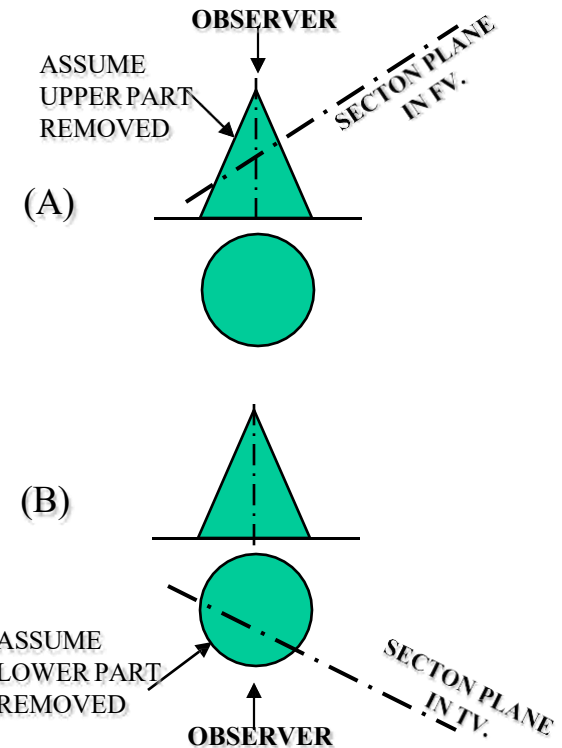 OBSERVER
ASSUME
UPPER PART
REMOVED
SECTON PLANE
IN FV.
(A)
(B)
ASSUME
LOWER PART
REMOVED
SECTON PLANE
IN TV.
OBSERVER